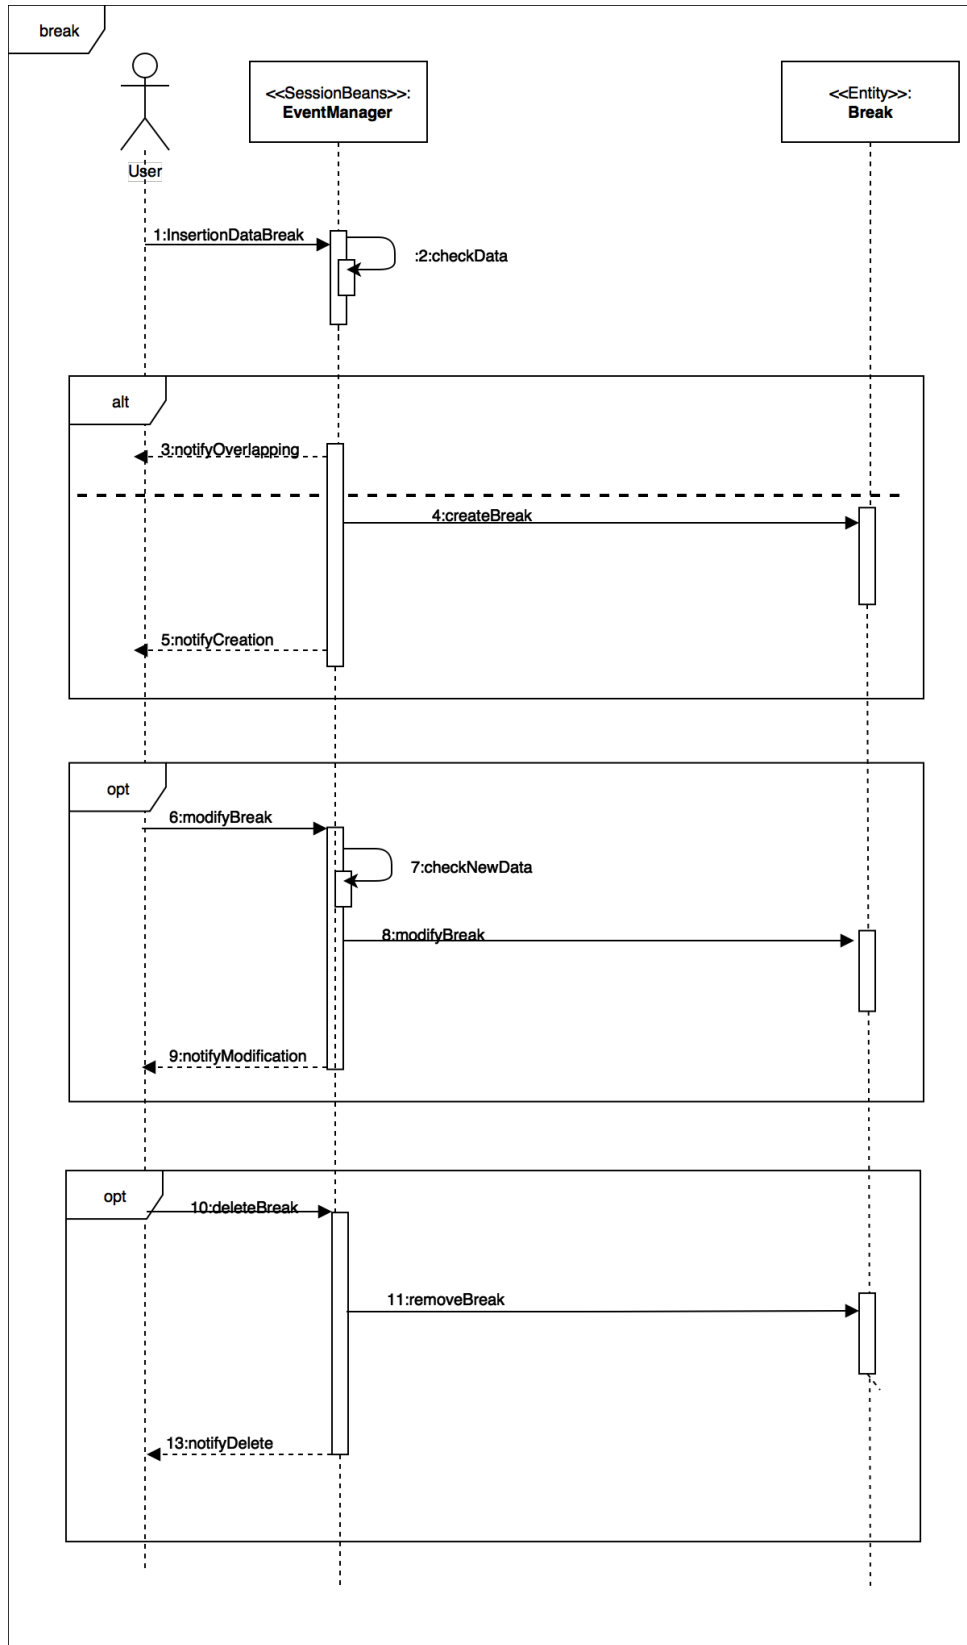 break
<<SessionBeans>>:
EventManager
<<Entity>>:
Break
User
1:InsertionDataBreak
:2:checkData
alt
3:notifyOverlapping
4:createBreak
5:notifyCreation
opt
6:modifyBreak
7:checkNewData
8:modifyBreak
9:notifyModification
opt
10:deleteBreak
11:removeBreak
13:notifyDelete